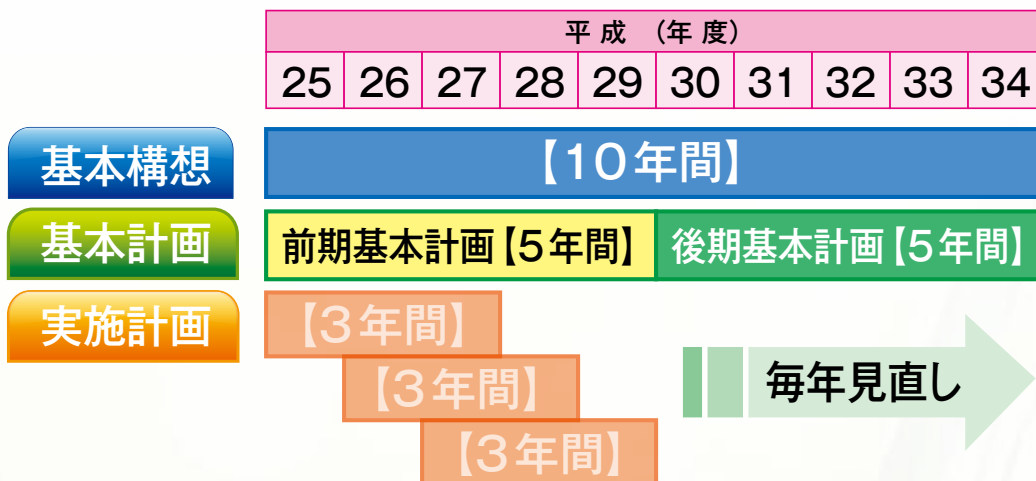 平成 （年度）
25 26 27 28 29 30 31 32 33 34
基本構想 【10年間】
基本計画 前期基本計画【5年間】 後期基本計画【5年間】
実施計画 【3年間】
【3年間】 毎年見直し
【3年間】